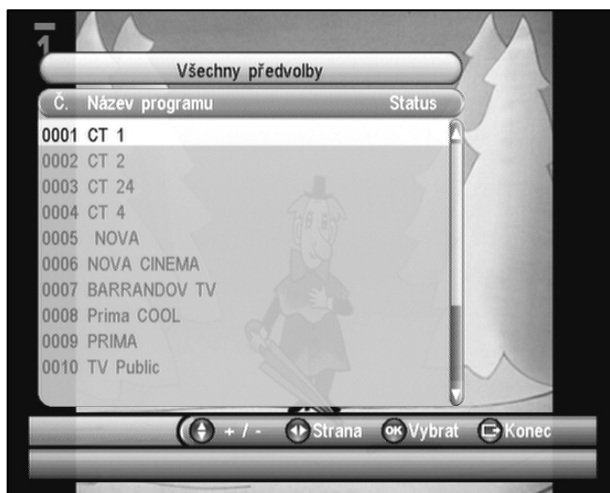 1
Všechny předvolby
Č. Název programu Status
0001 CT 1
0002 CT 2
0003 CT 24
0004 CT 4
0005 NOVA
0006 NOVA CINEMA
0007 BARRANDOV TV
0008 Prima COOL
0009 PRIMA
0010 TV Public
+ / - Strana OK Vybrat Konec